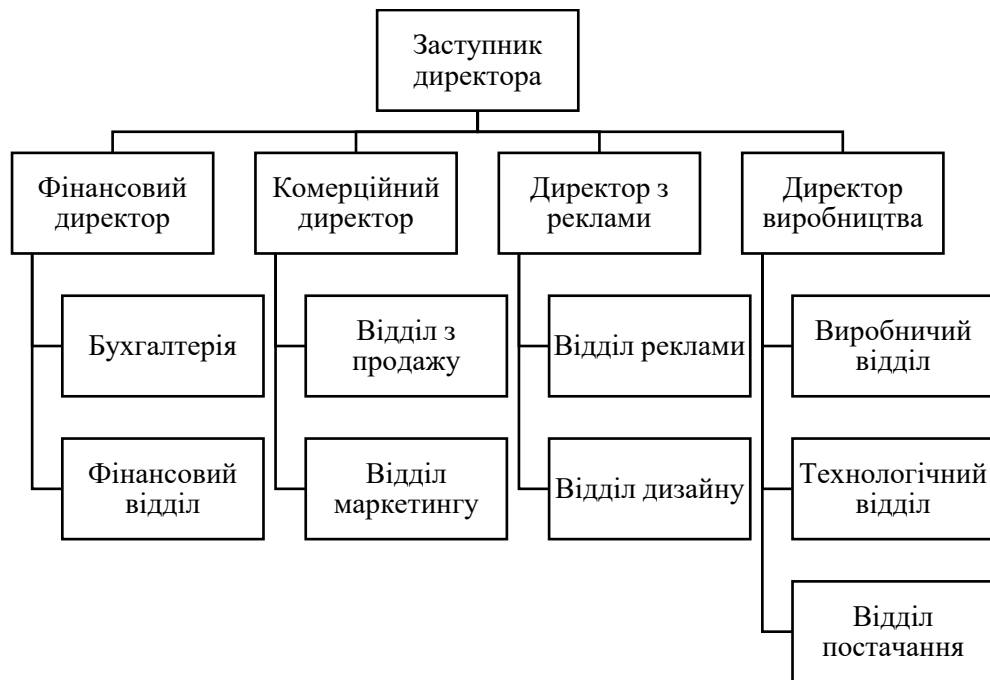 Заступник
директора
Фінансовий
директор
Комерційний
директор
Директор з
реклами
Директор
виробництва
Бухгалтерія
Відділ з
продажу
Відділ реклами
Виробничий
відділ
Фінансовий
відділ
Відділ
маркетингу
Відділ дизайну
Технологічний
відділ
Відділ
постачання